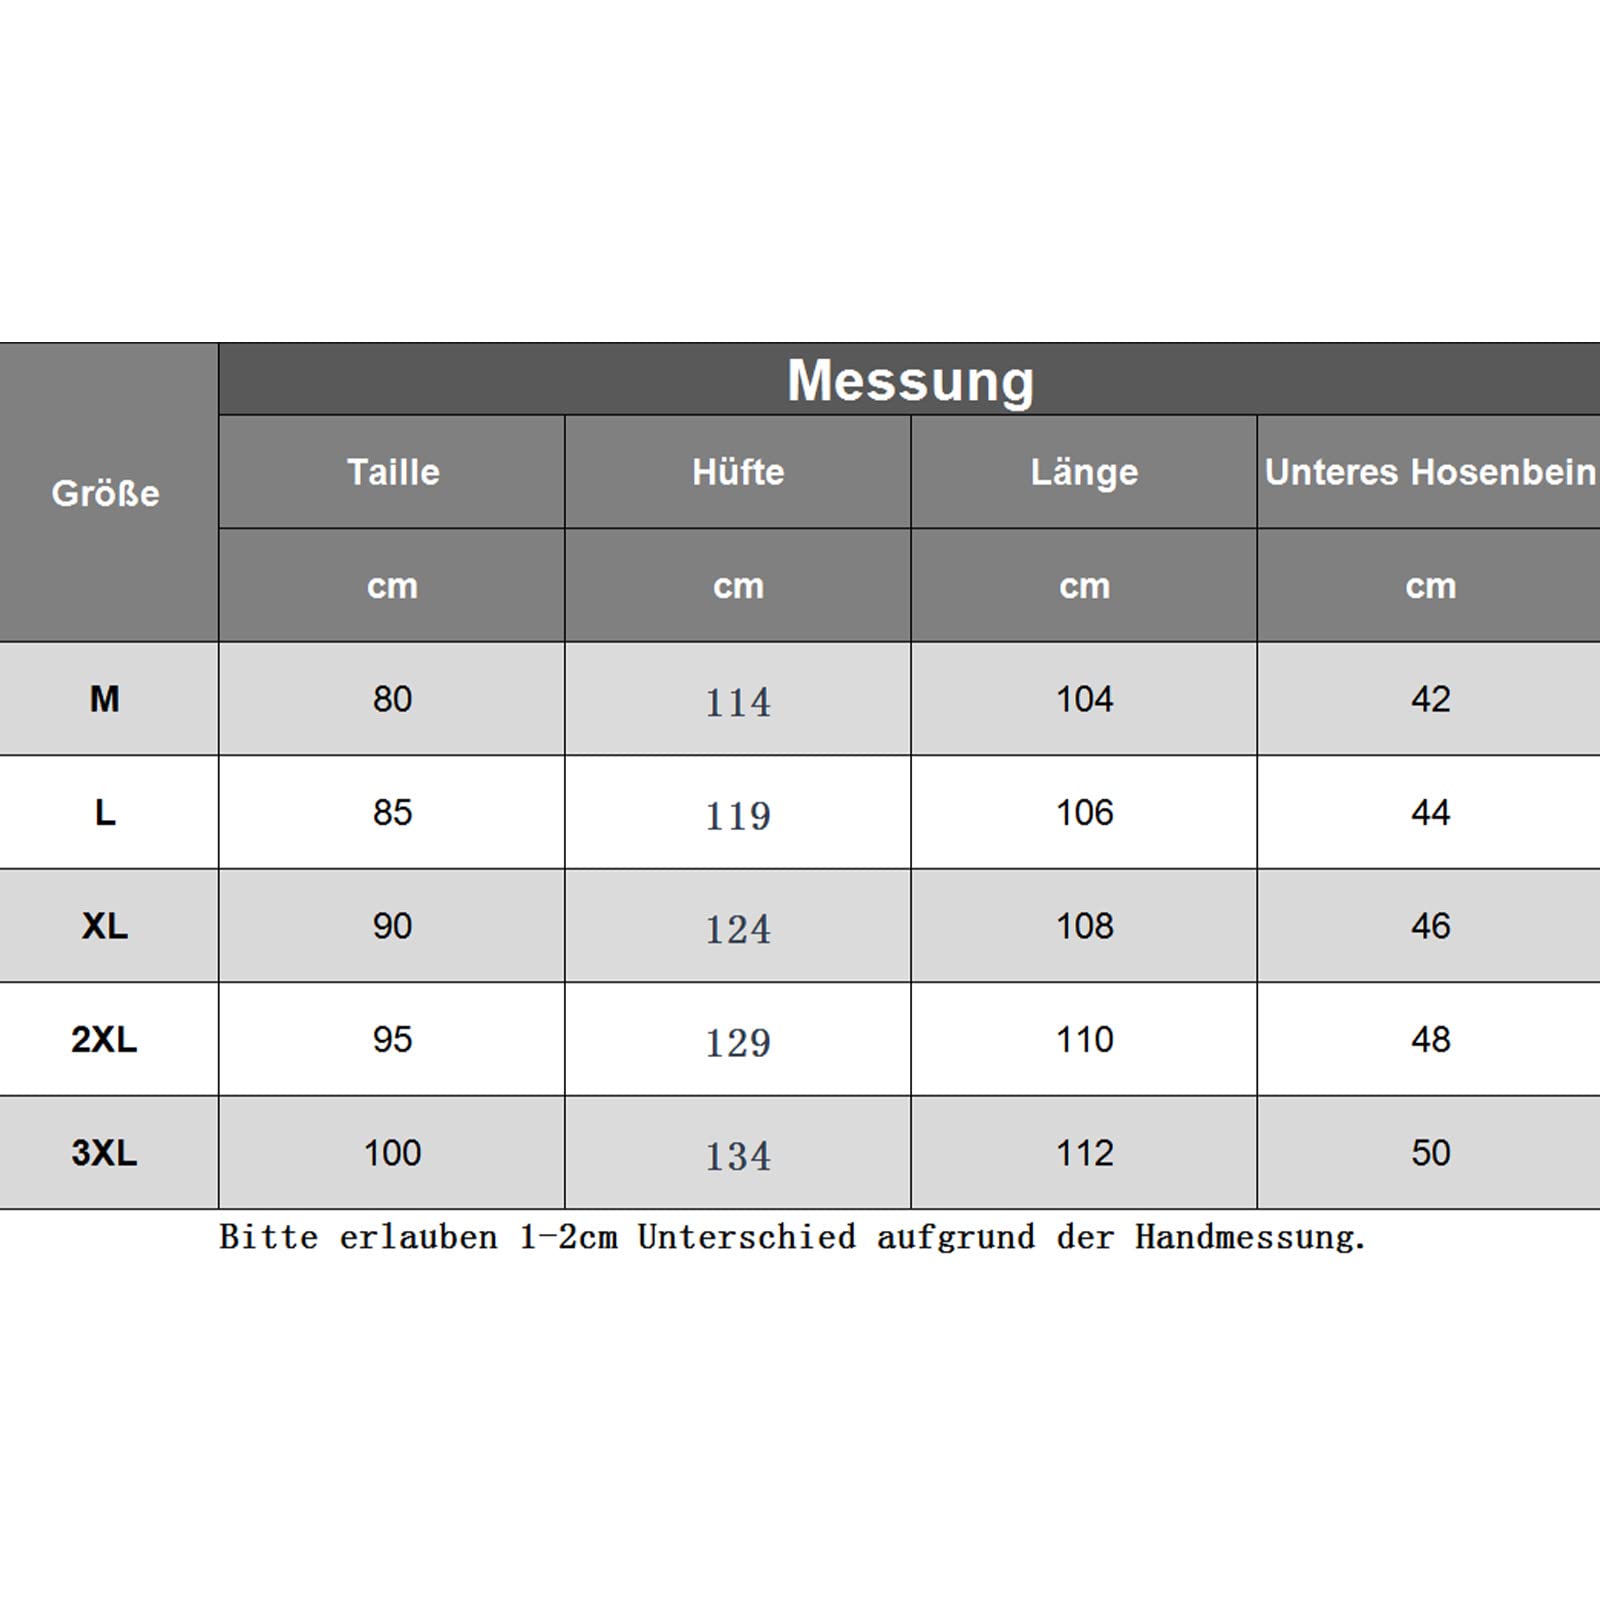 Messung
Größe Taille Hüfte Länge Unteres Hosenbein
cm cm cm cm
M 80 114 104 42
L 85 119 106 44
XL 90 124 108 46
2XL 95 129 110 48
3XL 100 134 112 50
Bitte erlauben 1-2cm Unterschied aufgrund der Handmessung.